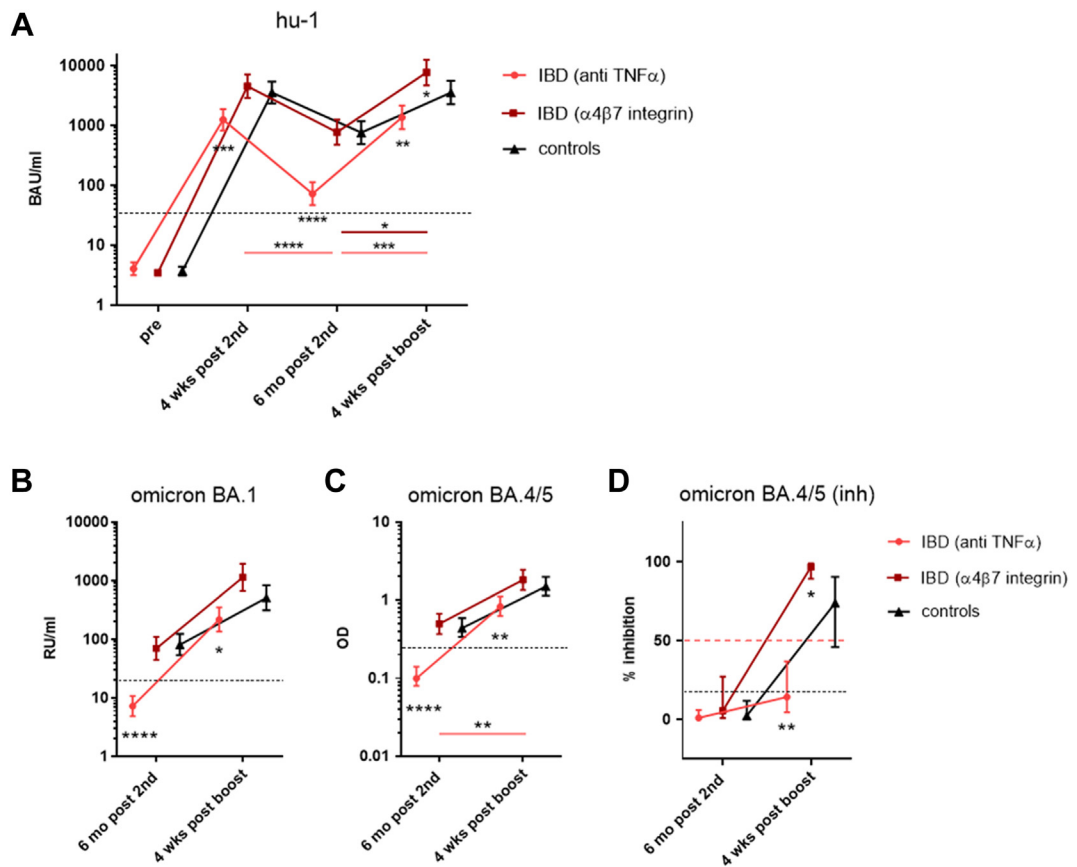 A
hu-1
10000
1000
100
10
1
BAU/ml
***
****
**
*
****
*
***
pre
4 wks post 2nd
6 mo post 2nd
4 wks post boost
IBD (anti TNFα)
IBD (α4β7 integrin)
controls
B
omicron BA.1
10000
1000
100
10
1
RU/ml
****
*
6 mo post 2nd
4 wks post boost
C
omicron BA.4/5
10
1
0.1
0.01
OD
****
**
**
6 mo post 2nd
4 wks post boost
D
omicron BA.4/5 (inh)
100
50
0
% inhibition
*
**
6 mo post 2nd
4 wks post boost
IBD (anti TNFα)
IBD (α4β7 integrin)
controls